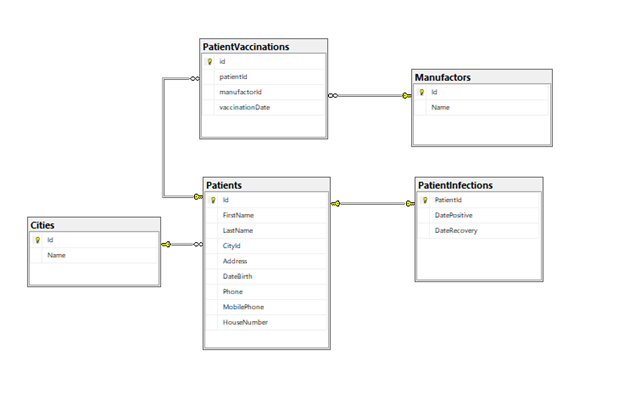 PatientVaccinations
id
patientId
manufactorId
vaccinationDate
Manufactors
Id
Name
Patients
Id
FirstName
LastName
CityId
Address
DateBirth
Phone
MobilePhone
HouseNumber
PatientInfections
PatientId
DatePositive
DateRecovery
Cities
Id
Name